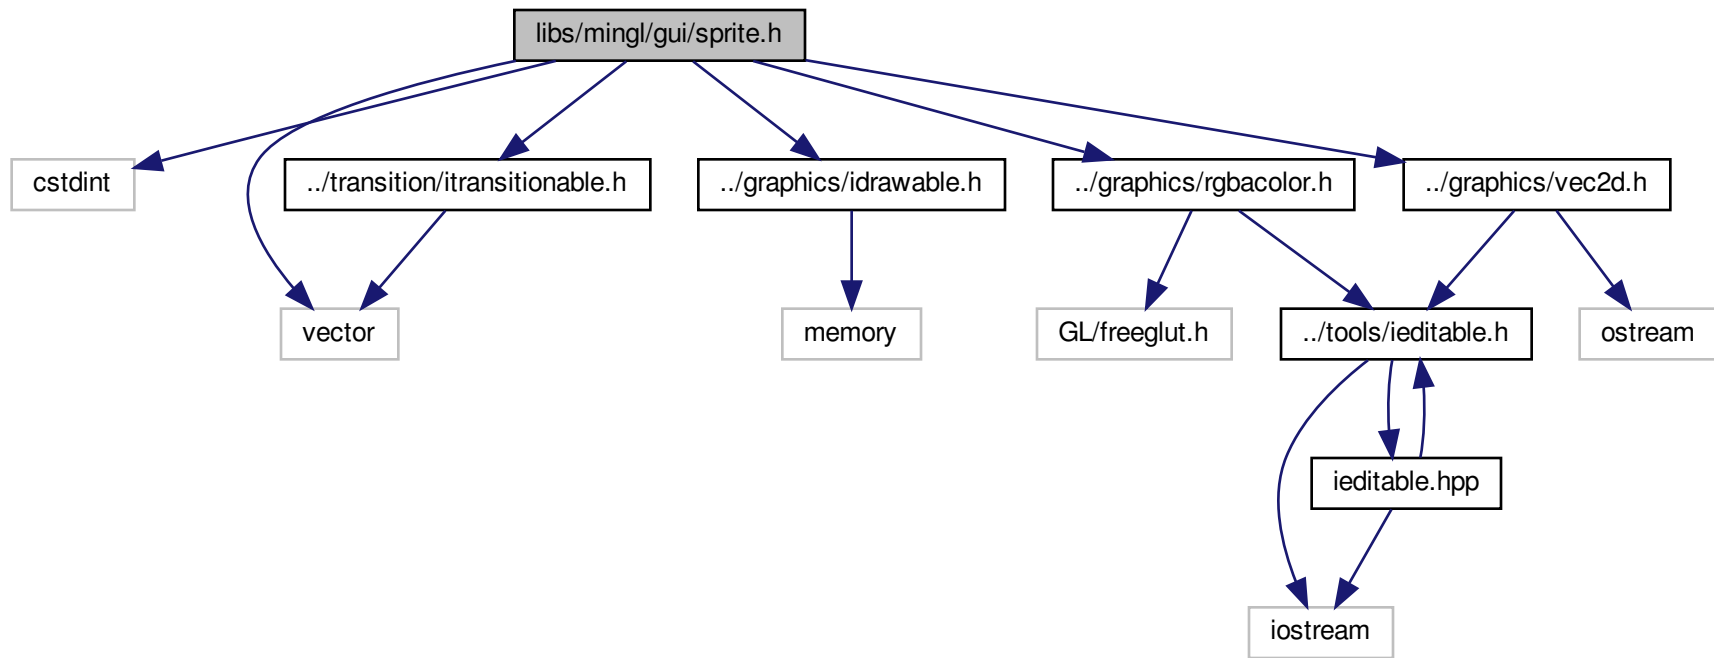 libs/mingl/gui/sprite.h
cstdint
../transition/itransitionable.h
../graphics/idrawable.h
../graphics/rgbacolor.h
../graphics/vec2d.h
vector
memory
GL/freeglut.h
../tools/ieditable.h
ostream
ieditable.hpp
iostream